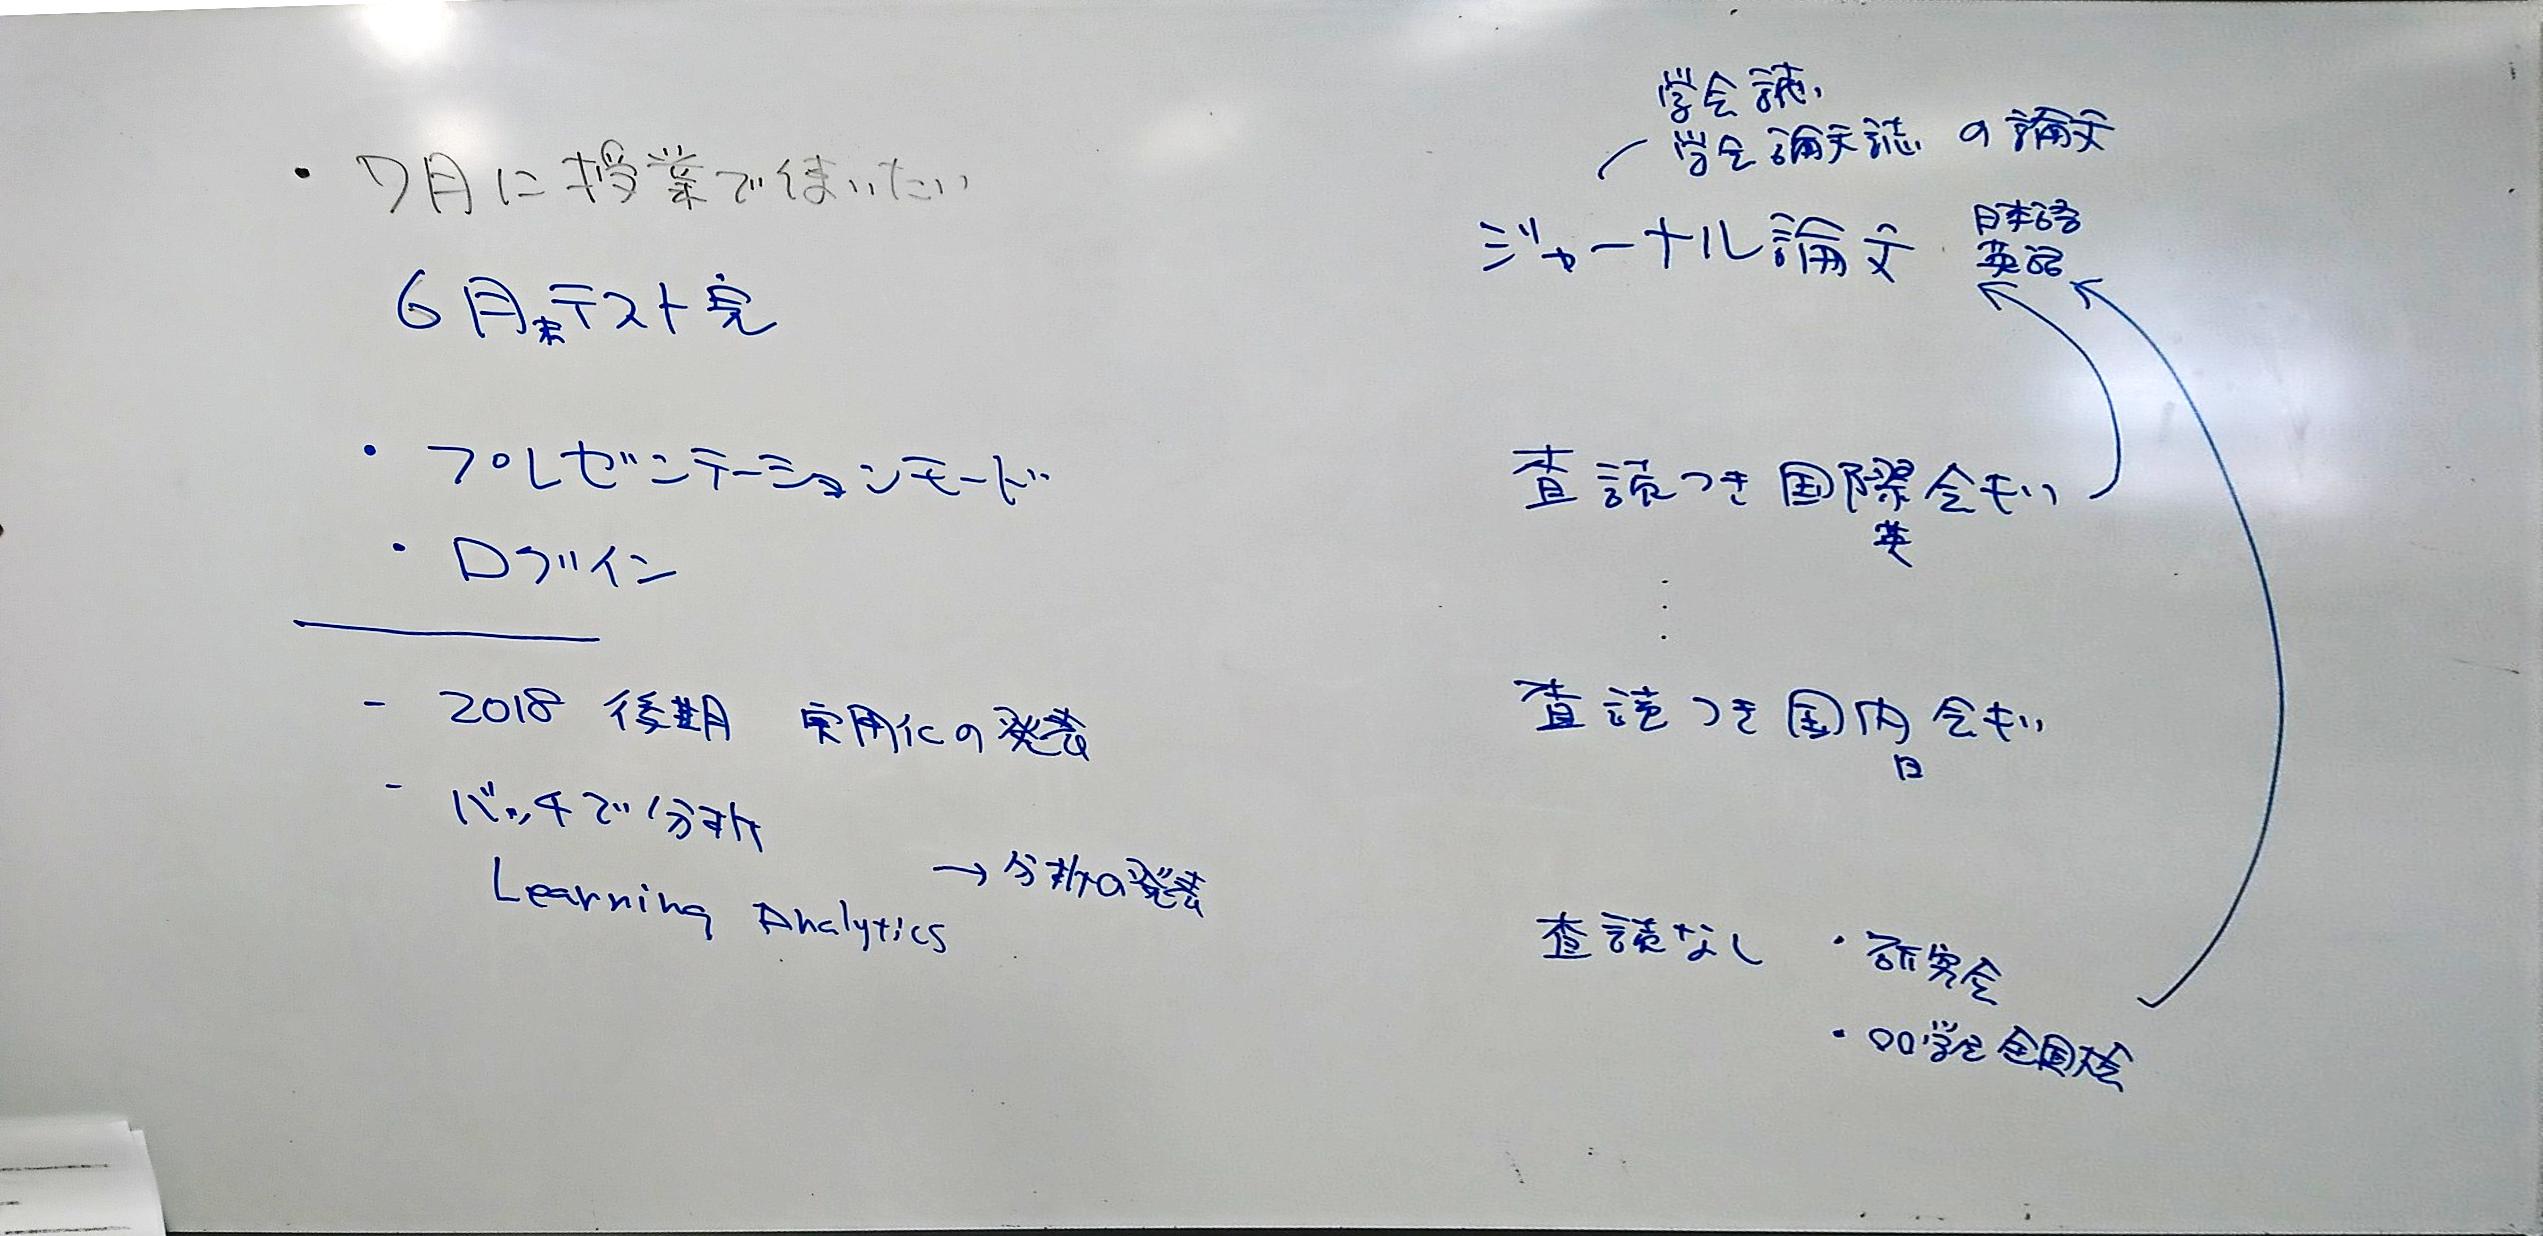 ・7月に授業で使いたい
6月末テスト完
・プレゼンテーションモード
・ログイン
- 2018 後期 実用化の発表
- バッチで分析
Learning Analytics
→分析の発表
学会誌,
学会論文誌 の論文
ジャーナル論文
日本語
英語
査読つき国際会ギい
英
⋮
査読つき国内会ギい
日
査読なし
・研究会
・○○学会全国大会